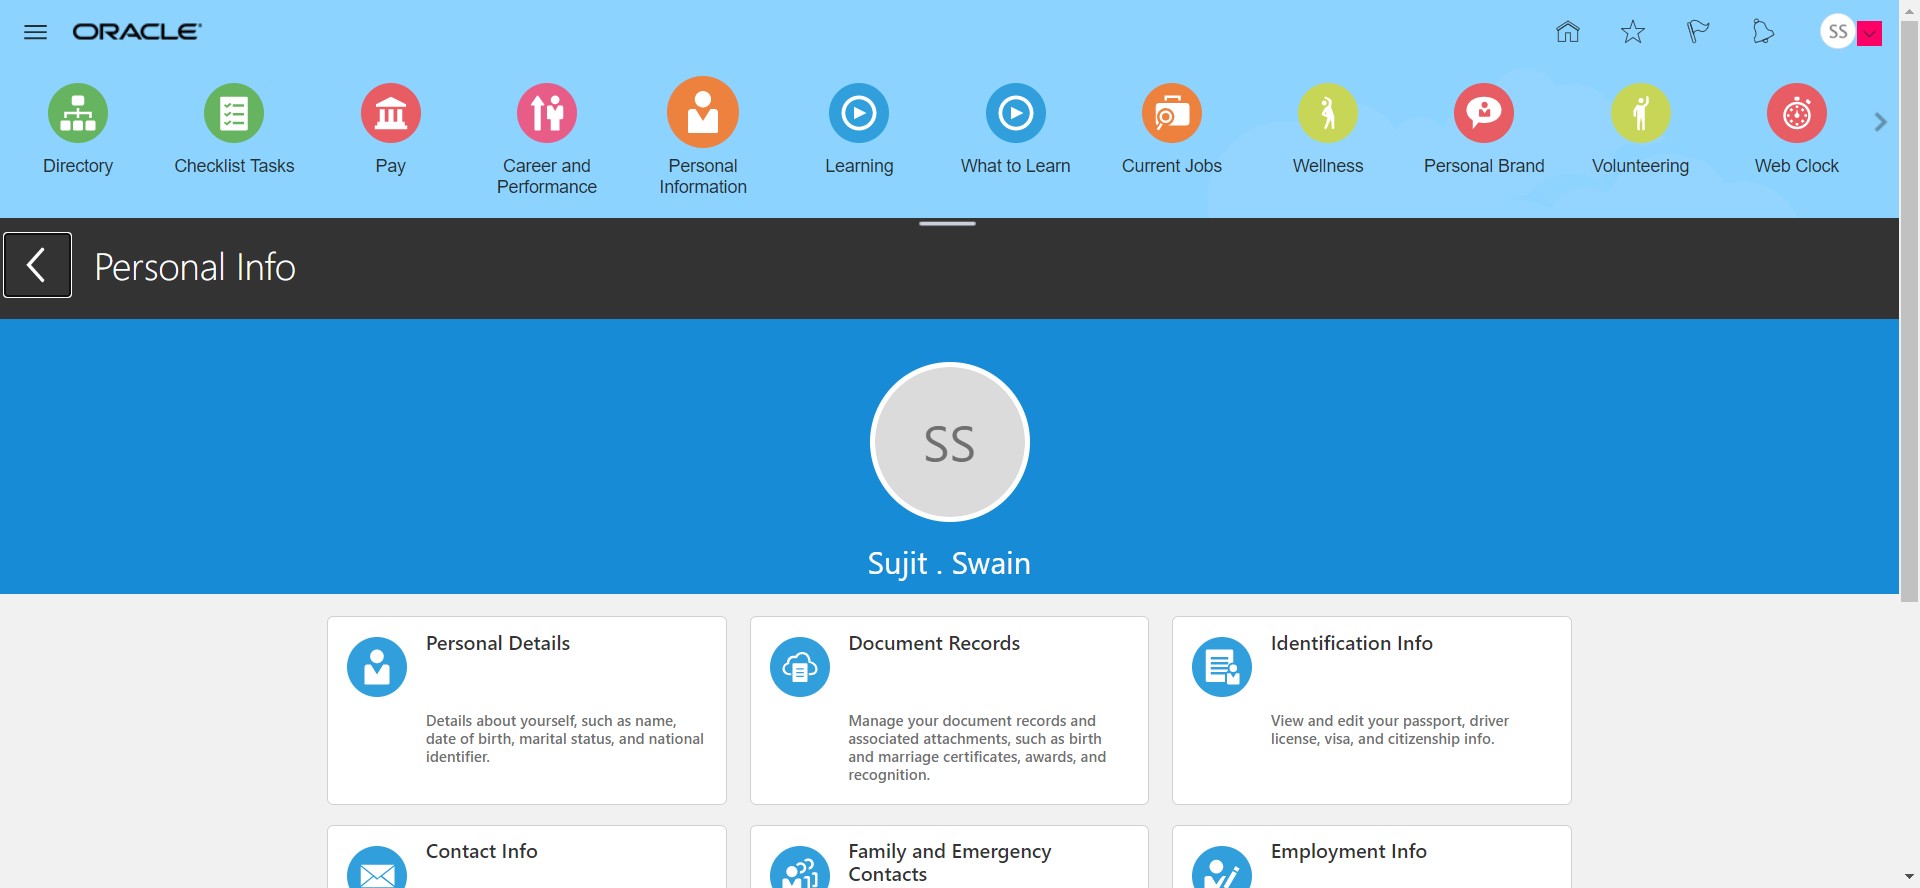 ORACLE
SS
Directory
Checklist Tasks
Pay
Career and
Performance
Personal
Information
Learning
What to Learn
Current Jobs
Wellness
Personal Brand
Volunteering
Web Clock
Personal Info
SS
Sujit . Swain
Personal Details
Details about yourself, such as name,
date of birth, marital status, and national
identifier.
Document Records
Manage your document records and
associated attachments, such as birth
and marriage certificates, awards, and
recognition.
Identification Info
View and edit your passport, driver
license, visa, and citizenship info.
Contact Info
Family and Emergency
Contacts
Employment Info